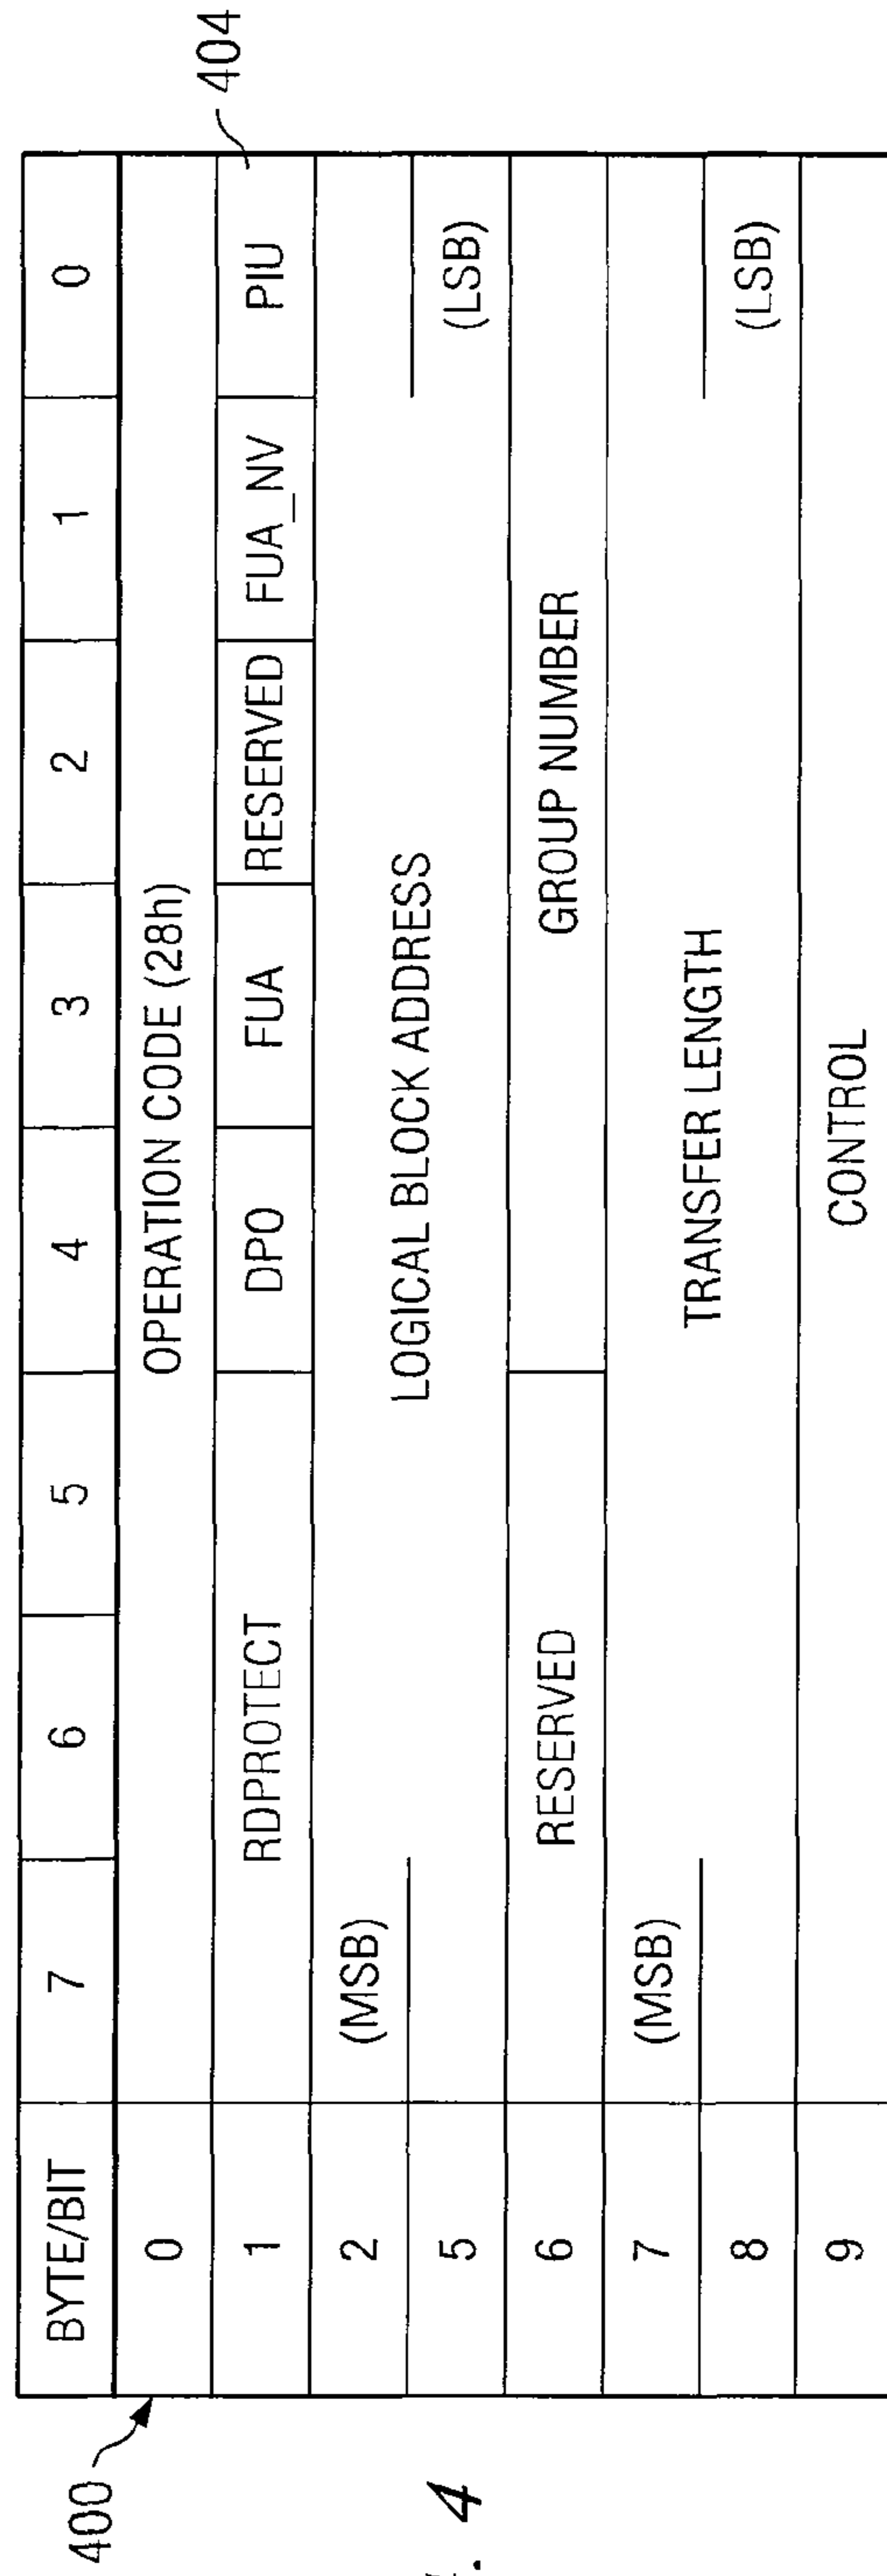 400
404
BYTE/BIT 7 6 5 4 3 2 1 0
0 OPERATION CODE (28h)
1 RDPROTECT DPO FUA RESERVED FUA_NV PIU
2 (MSB)
LOGICAL BLOCK ADDRESS
5 (LSB)
6 RESERVED GROUP NUMBER
7 (MSB)
TRANSFER LENGTH
8 (LSB)
9 CONTROL
. 4